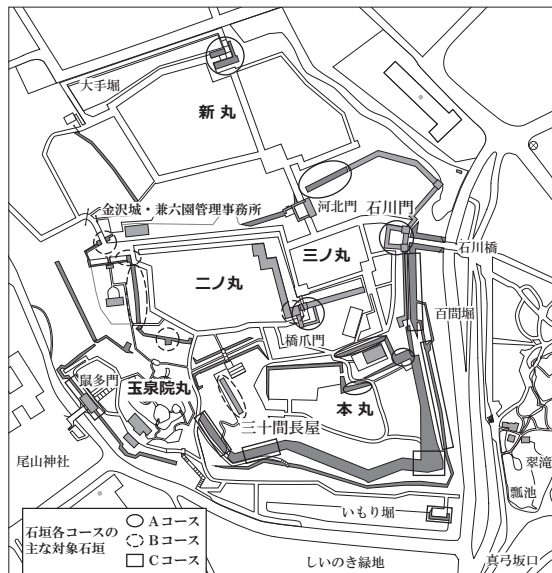 大手堀
新丸
河北門
石川門
金沢城・兼六園管理事務所
石川橋
三ノ丸
二ノ丸
百間堀
橋爪門
鼠多門
玉泉院丸
本丸
三十間長屋
尾山神社
翠滝
瓢池
いもり堀
石垣各コースの
主な対象石垣
Aコース
Bコース
Cコース
しいのき緑地
真弓坂口